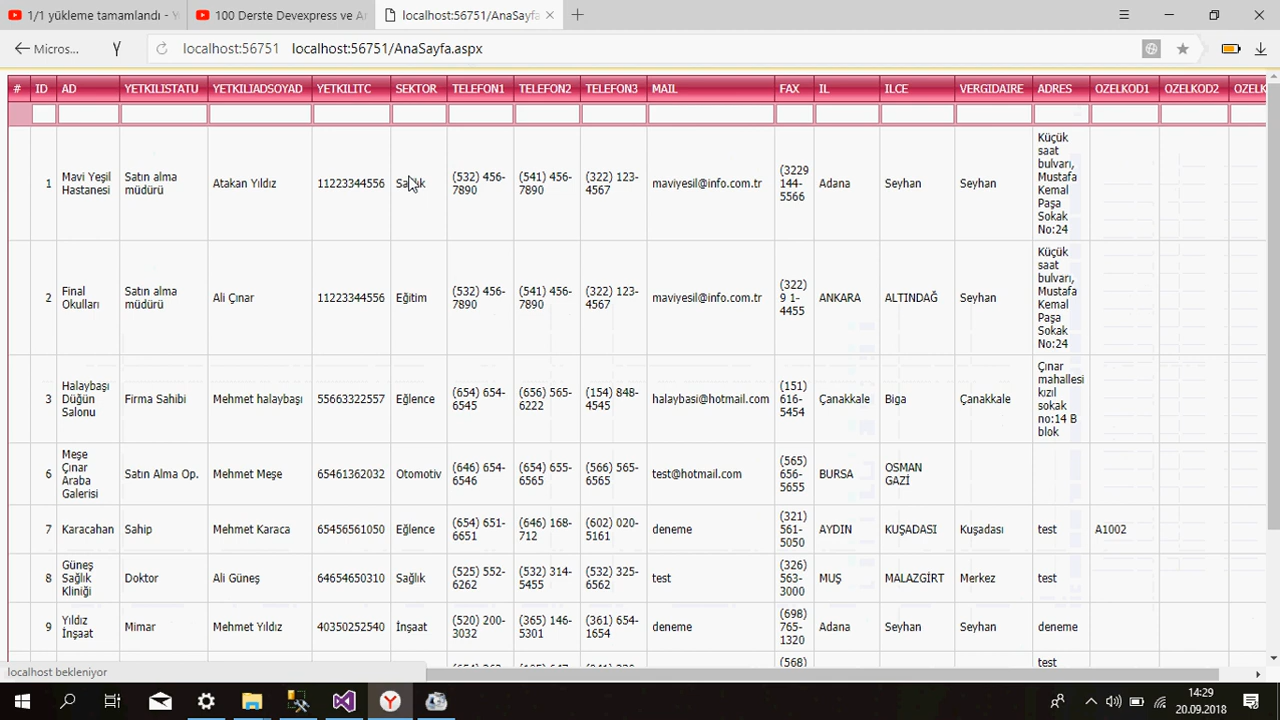 1/1 yükleme tamamlandı - Y
100 Derste Devexpress ve Ar
localhost:56751/AnaSayfa
Micros...
localhost:56751
localhost:56751/AnaSayfa.aspx
# ID AD YETKILISTATU YETKILIADSOYAD YETKILITC SEKTOR TELEFON1 TELEFON2 TELEFON3 MAIL FAX IL ILCE VERGIDAIRE ADRES OZELKOD1 OZELKOD2 OZELK
1
Mavi Yeşil
Hastanesi
Satın alma
müdürü
Atakan Yıldız
11223344556
Sağlık
(532) 456-
7890
(541) 456-
7890
(322) 123-
4567
maviyesil@info.com.tr
(3229
144-
5566
Adana
Seyhan
Seyhan
Küçük
saat
bulvarı,
Mustafa
Kemal
Paşa
Sokak
No:24
2
Final
Okulları
Satın alma
müdürü
Ali Çınar
11223344556
Eğitim
(532) 456-
7890
(541) 456-
7890
(322) 123-
4567
maviyesil@info.com.tr
(322)
9 1-
4455
ANKARA
ALTINDAĞ
Seyhan
Küçük
saat
bulvarı,
Mustafa
Kemal
Paşa
Sokak
No:24
3
Halaybaşı
Düğün
Salonu
Firma Sahibi
Mehmet halaybaşı
55663322557
Eğlence
(654) 654-
6545
(656) 565-
6222
(154) 848-
4545
halaybasi@hotmail.com
(151)
616-
5454
Çanakkale
Biga
Çanakkale
Çınar
mahallesi
kızıl
sokak
no:14 B
blok
6
Meşe
Çınar
Araba
Galerisi
Satın Alma Op.
Mehmet Meşe
65461362032
Otomotiv
(646) 654-
6546
(654) 655-
6565
(566) 565-
6565
test@hotmail.com
(565)
656-
5655
BURSA
OSMAN
GAZİ
7
Karacahan
Sahip
Mehmet Karaca
65456561050
Eğlence
(654) 651-
6651
(646) 168-
712
(602) 020-
5161
deneme
(321)
561-
5050
AYDIN
KUŞADASI
Kuşadası
test
A1002
8
Güneş
Sağlık
Kliniği
Doktor
Ali Güneş
64654650310
Sağlık
(525) 552-
6262
(532) 314-
5455
(532) 325-
6562
test
(326)
563-
3000
MUŞ
MALAZGİRT
Merkez
test
9
Yıldız
İnşaat
Mimar
Mehmet Yıldız
40350252540
İnşaat
(520) 200-
3032
(365) 146-
5301
(361) 654-
1654
deneme
(698)
765-
1320
Adana
Seyhan
Seyhan
deneme
(568)
test
localhost bekleniyor
14:29
20.09.2018